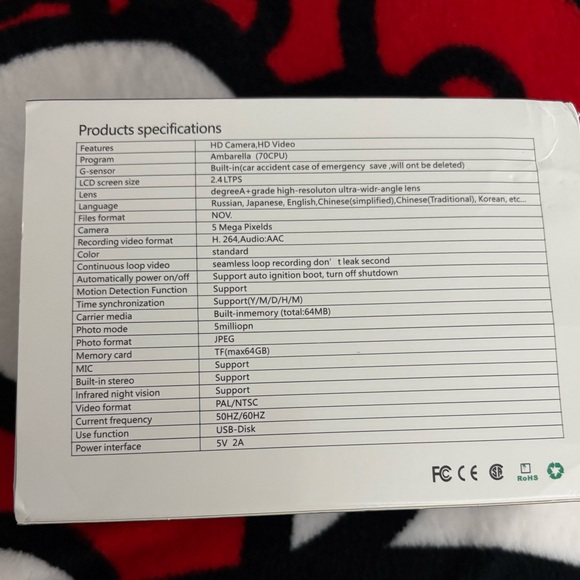 Products specifications
Features HD Camera,HD Video
Program Ambarella (70CPU)
G-sensor Built-in(car accident case of emergency save ,will ont be deleted)
LCD screen size 2.4 LTPS
Lens degreeA+grade high-resoluton ultra-widr-angle lens
Language Russian, Japanese, English,Chinese(simplified),Chinese(Traditional), Korean, etc...
Files format NOV.
Camera 5 Mega Pixelds
Recording video format H. 264,Audio:AAC
Color standard
Continuous loop video seamless loop recording don' t leak second
Automatically power on/off Support auto ignition boot, turn off shutdown
Motion Detection Function Support
Time synchronization Support(Y/M/D/H/M)
Carrier media Built-inmemory (total:64MB)
Photo mode 5milliopn
Photo format JPEG
Memory card TF(max64GB)
MIC Support
Built-in stereo Support
Infrared night vision Support
Video format PAL/NTSC
Current frequency 50HZ/60HZ
Use function USB-Disk
Power interface 5V 2A
FC CE RoHS